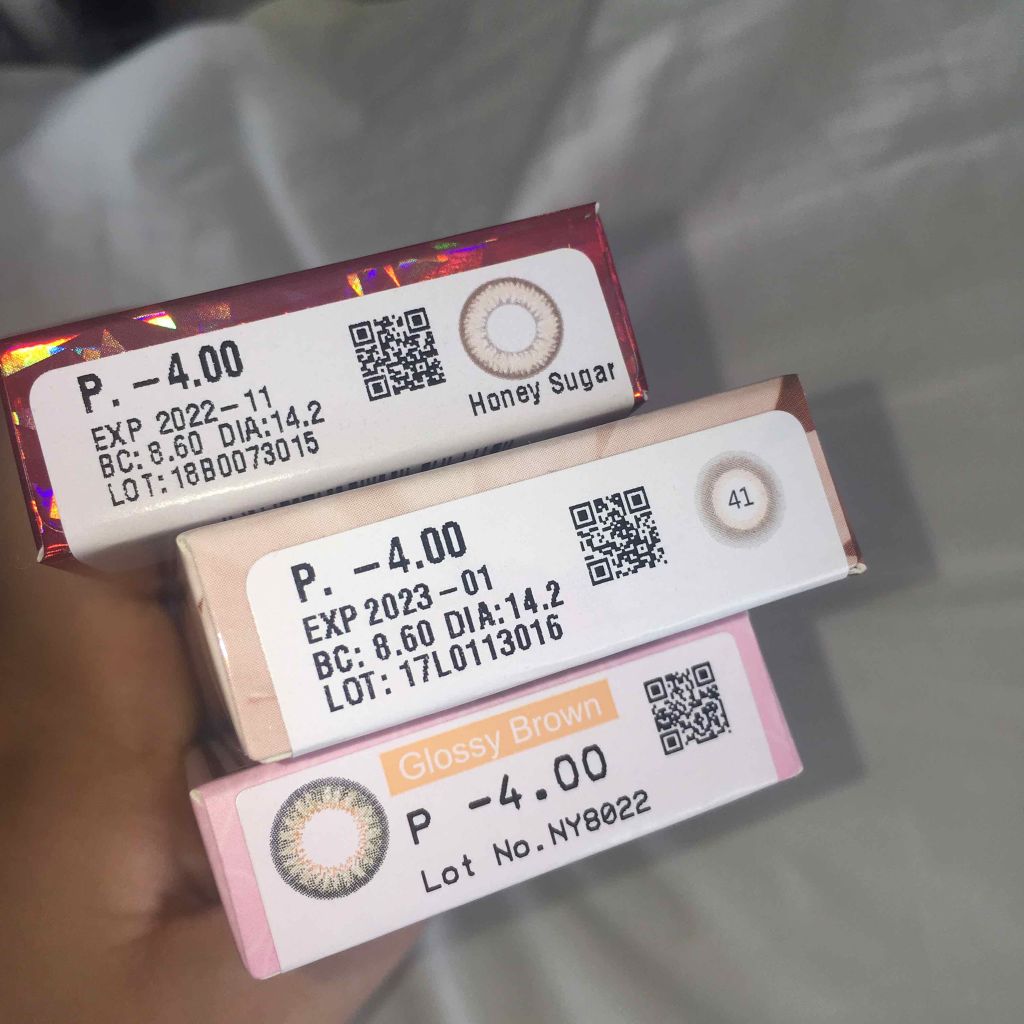 P. -4.00
EXP 2022-11
BC: 8.60 DIA:14.2
LOT:18B0073015
Honey Sugar
P. -4.00
EXP 2023-01
BC: 8.60 DIA:14.2
LOT: 17L0113016
41
Glossy Brown
P -4.00
Lot No.NY8022